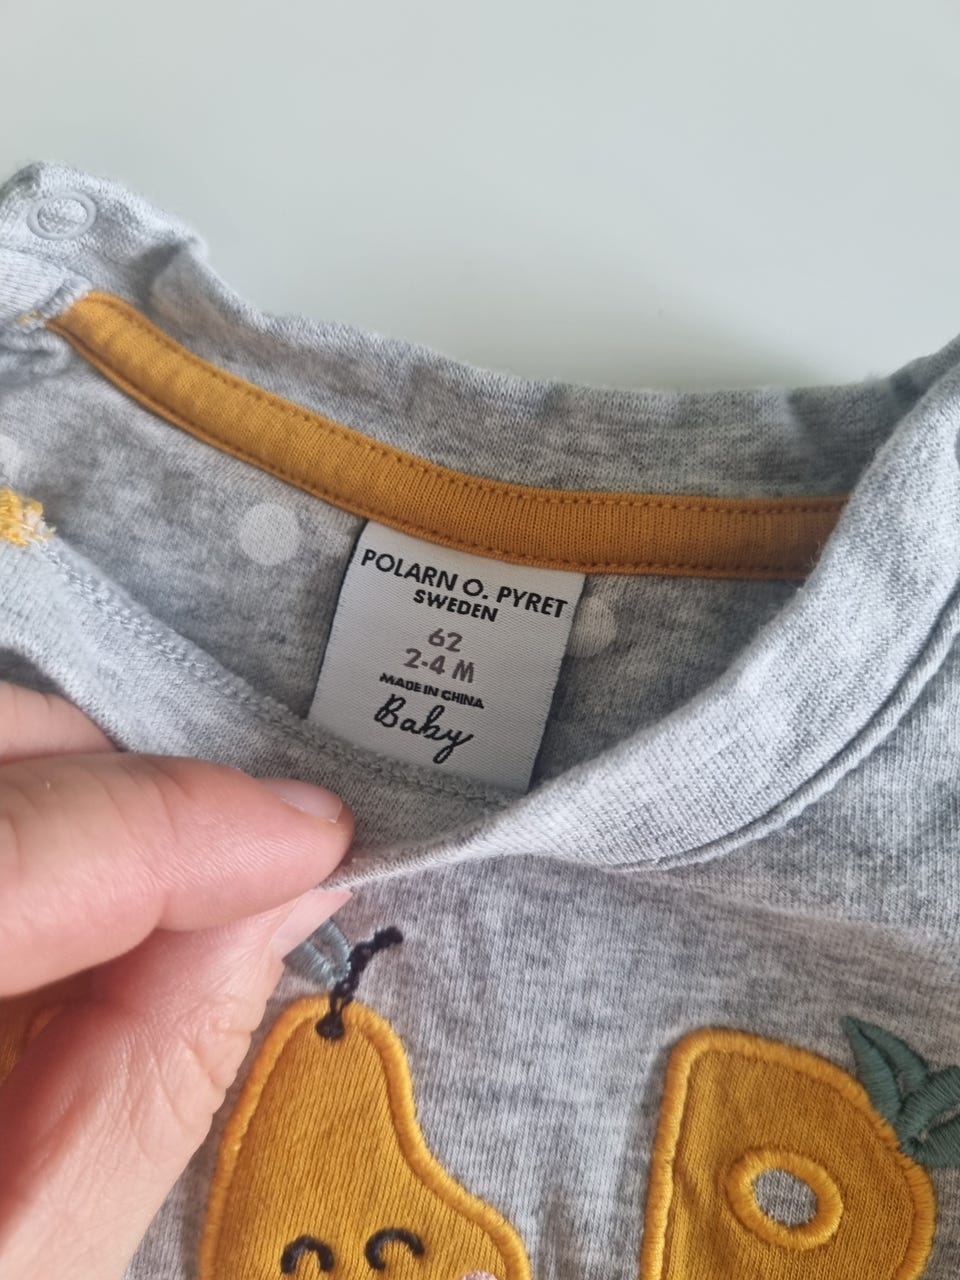 POLARN O. PYRET
SWEDEN
62
2-4 M
MADE IN CHINA
Baby